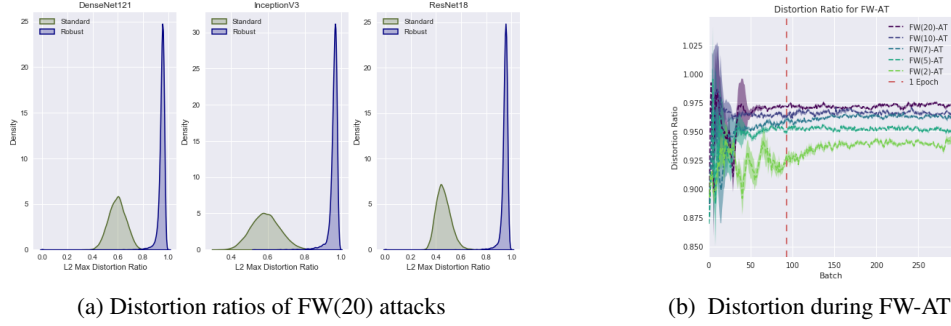 DenseNet121
InceptionV3
ResNet18
Standard
Robust
Standard
Robust
Standard
Robust
Density
Density
Density
25
20
15
10
5
0
30
25
20
15
10
5
0
25
20
15
10
5
0
0.0 0.2 0.4 0.6 0.8 1.0
0.4 0.6 0.8 1.0
0.0 0.2 0.4 0.6 0.8 1.0
L2 Max Distortion Ratio
L2 Max Distortion Ratio
L2 Max Distortion Ratio
(a) Distortion ratios of FW(20) attacks
Distortion Ratio for FW-AT
FW(20)-AT
FW(10)-AT
FW(7)-AT
FW(5)-AT
FW(2)-AT
1 Epoch
Distortion Ratio
1.025
1.000
0.975
0.950
0.925
0.900
0.875
0.850
0 50 100 150 200 250
Batch
(b) Distortion during FW-AT